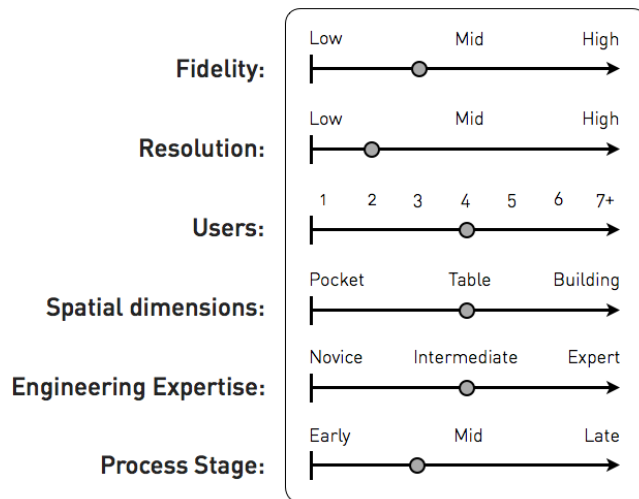 Low Mid High
Fidelity:
Low Mid High
Resolution:
1 2 3 4 5 6 7+
Users:
Pocket Table Building
Spatial dimensions:
Novice Intermediate Expert
Engineering Expertise:
Early Mid Late
Process Stage: